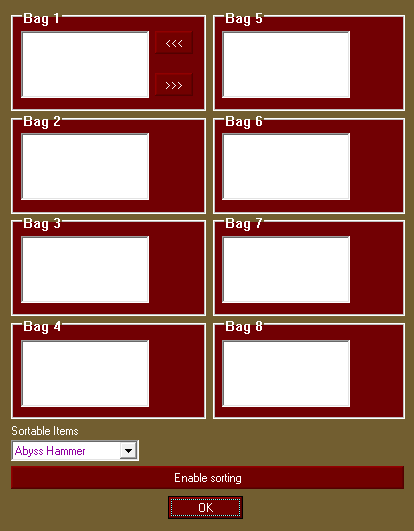 Bag 1
Bag 5
<<<
>>>
Bag 2
Bag 6
Bag 3
Bag 7
Bag 4
Bag 8
Sortable Items
Abyss Hammer
Enable sorting
OK